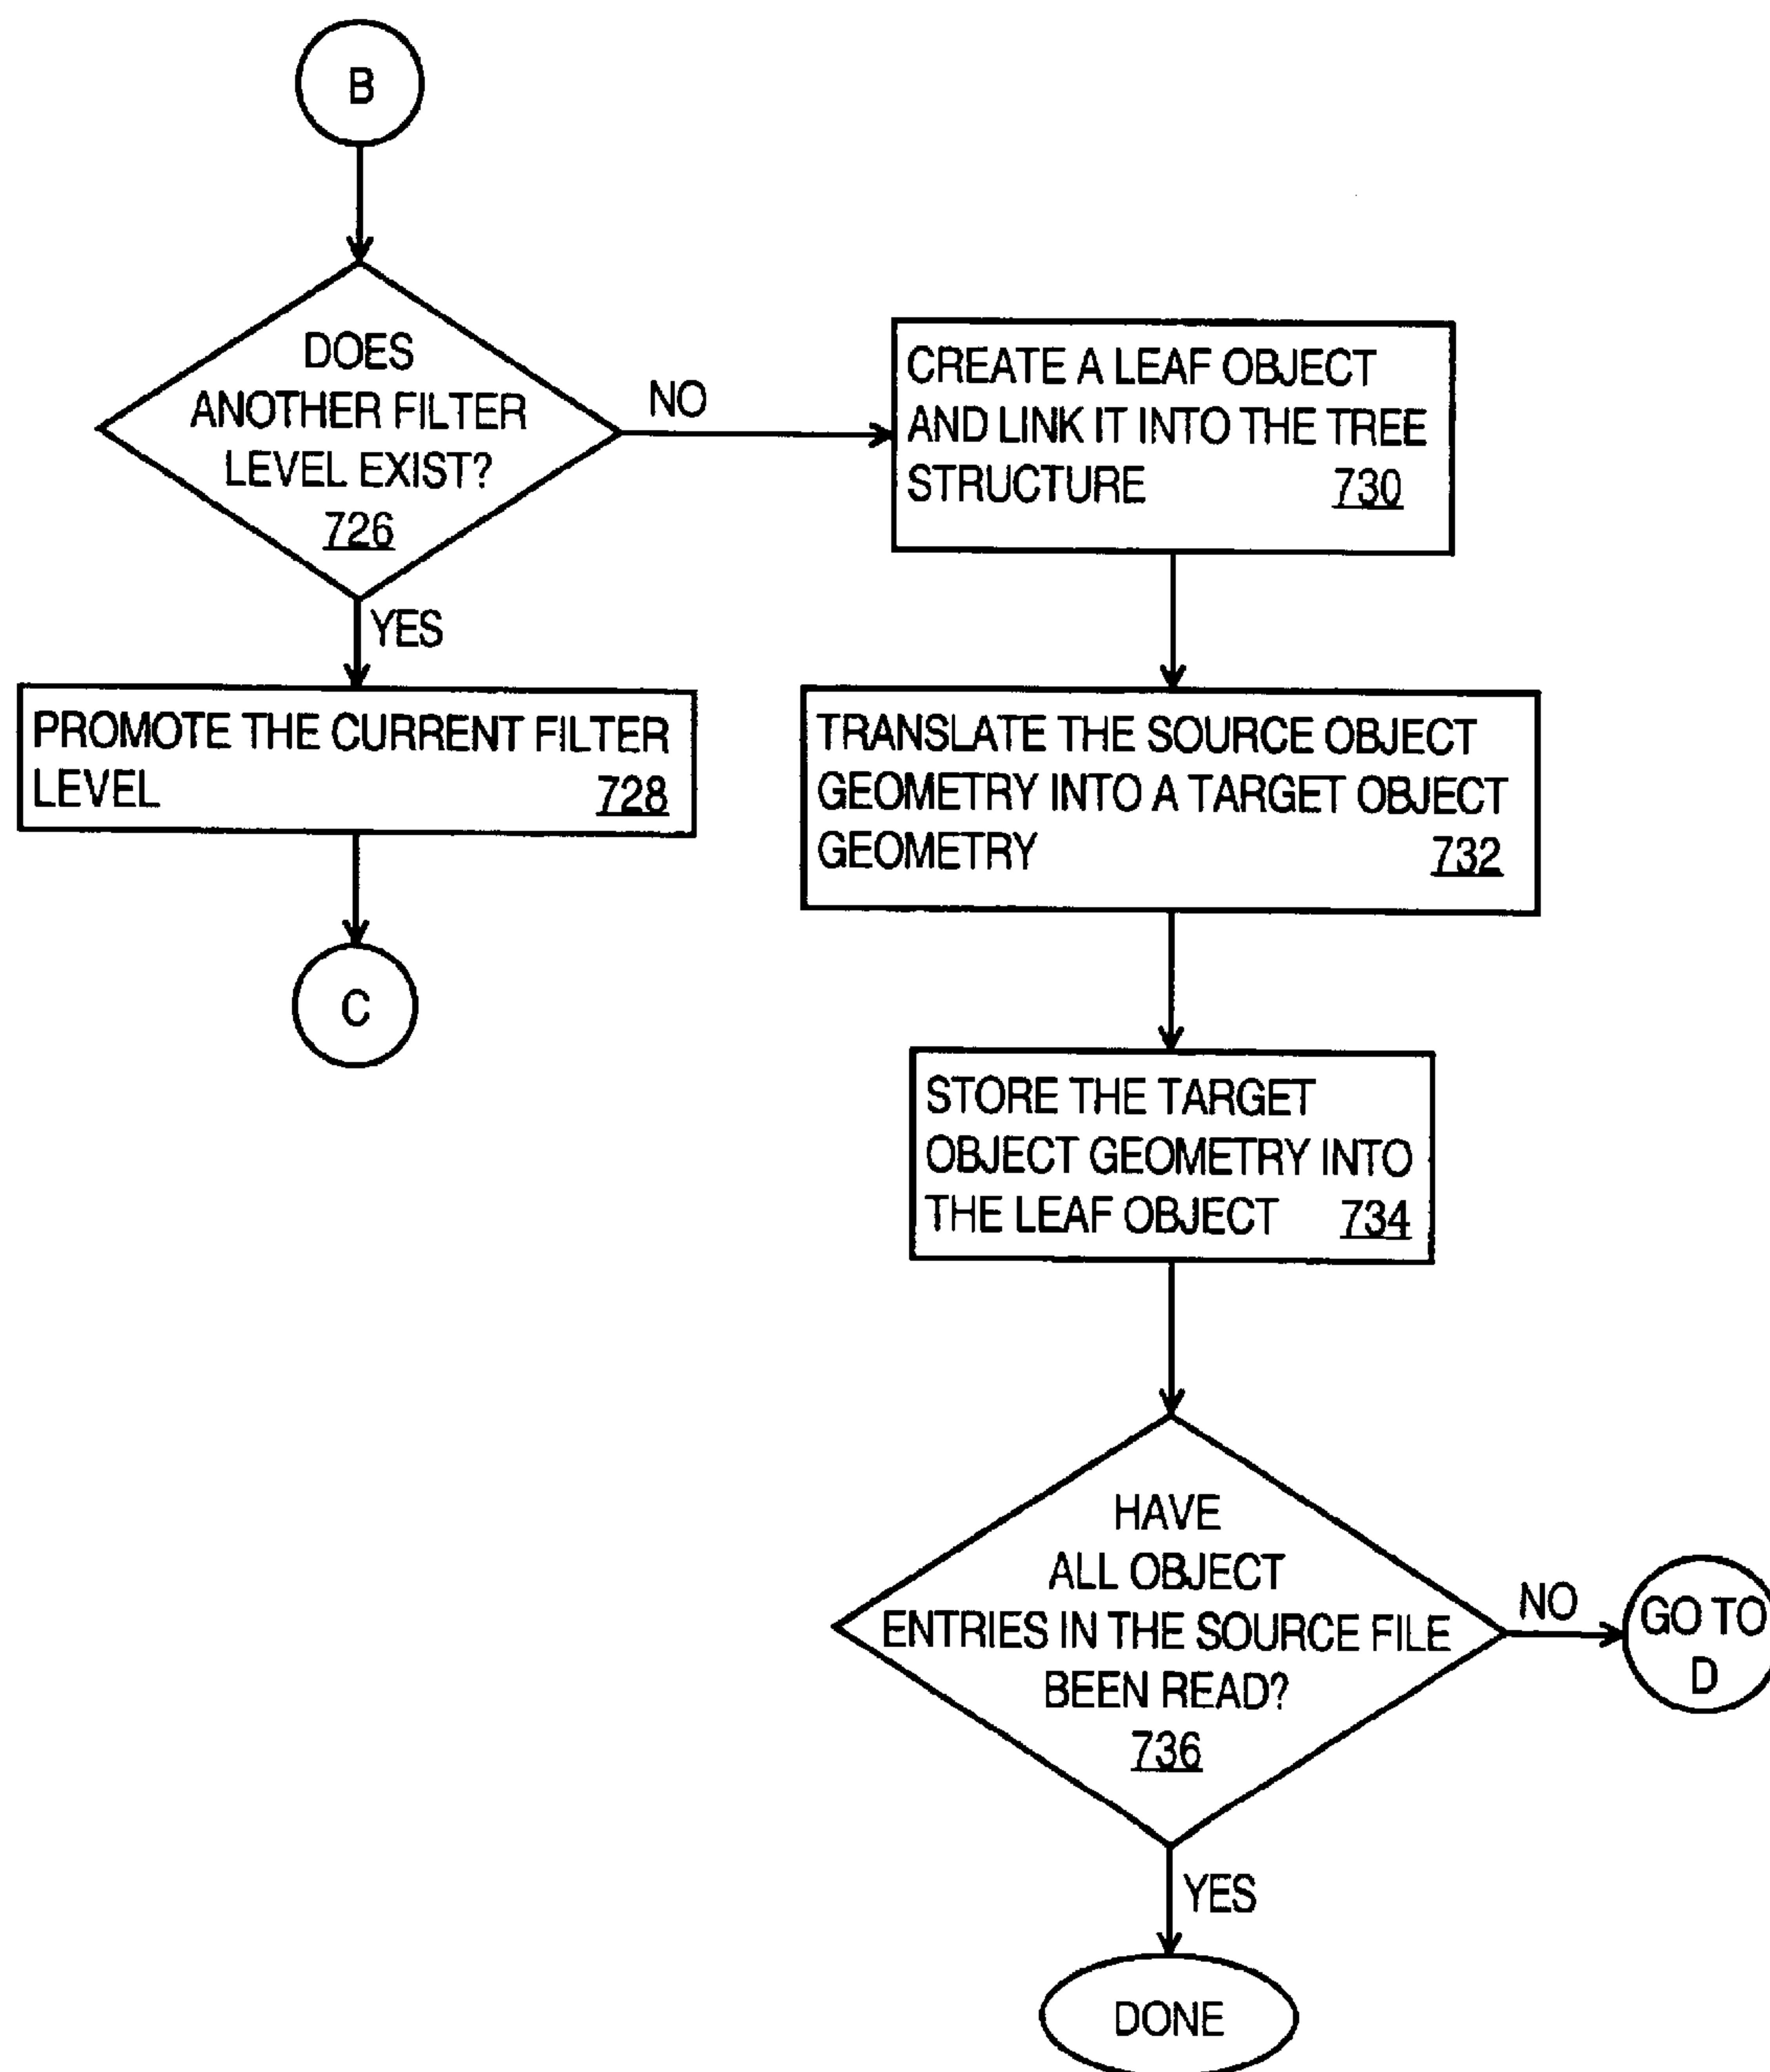 B
DOES
ANOTHER FILTER
LEVEL EXIST?
726
NO
YES
CREATE A LEAF OBJECT
AND LINK IT INTO THE TREE
STRUCTURE 730
PROMOTE THE CURRENT FILTER
LEVEL 728
C
TRANSLATE THE SOURCE OBJECT
GEOMETRY INTO A TARGET OBJECT
GEOMETRY 732
STORE THE TARGET
OBJECT GEOMETRY INTO
THE LEAF OBJECT 734
HAVE
ALL OBJECT
ENTRIES IN THE SOURCE FILE
BEEN READ?
736
NO
GO TO
D
YES
DONE